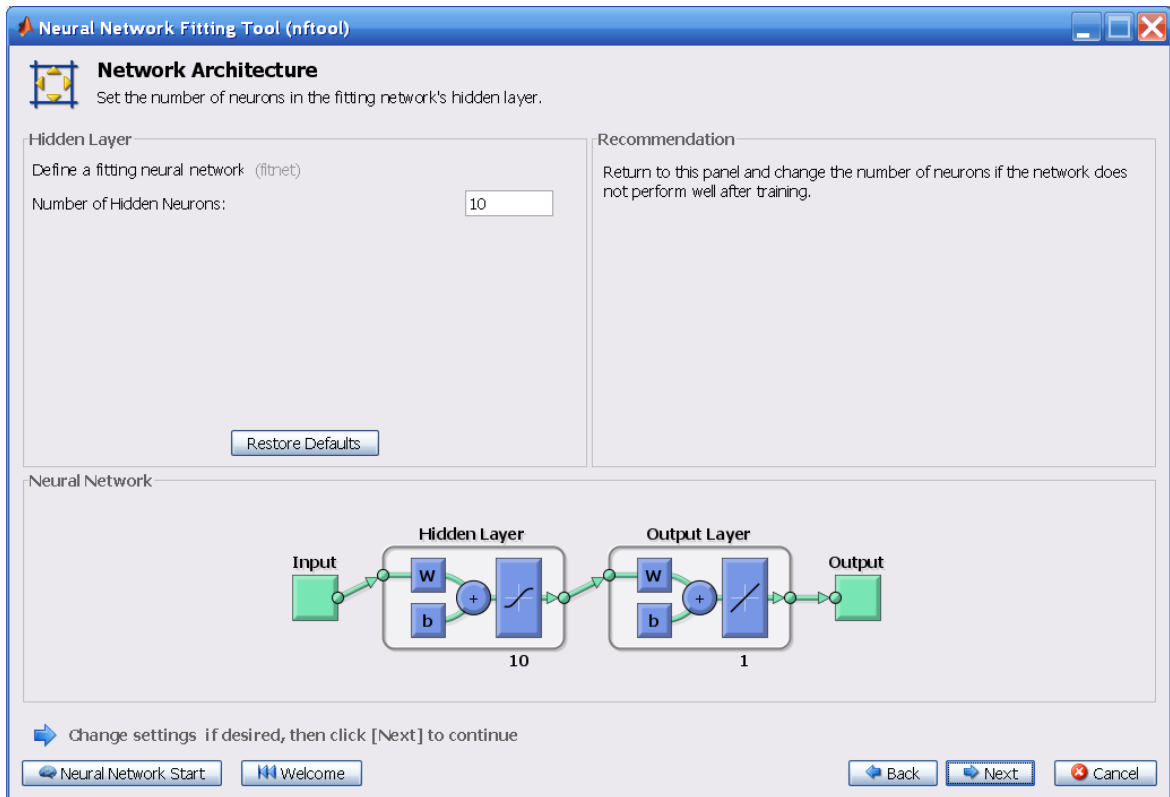 Neural Network Fitting Tool (nftool)
Network Architecture
Set the number of neurons in the fitting network's hidden layer.
Hidden Layer
Define a fitting neural network (fitnet)
Number of Hidden Neurons: 10
Restore Defaults
Recommendation
Return to this panel and change the number of neurons if the network does
not perform well after training.
Neural Network
Input
Hidden Layer
W
b
+
10
Output Layer
W
b
+
1
Output
Change settings if desired, then click [Next] to continue
Neural Network Start
Welcome
Back
Next
Cancel